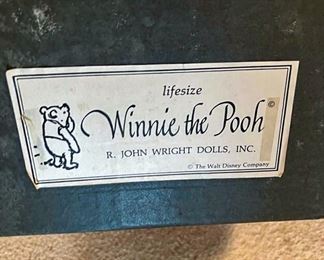 lifesize
Winnie the Pooh ©
R. JOHN WRIGHT DOLLS, INC.
© The Walt Disney Company